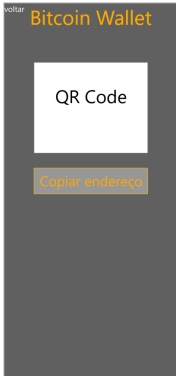 voltar
Bitcoin Wallet
QR Code
Copiar endereço